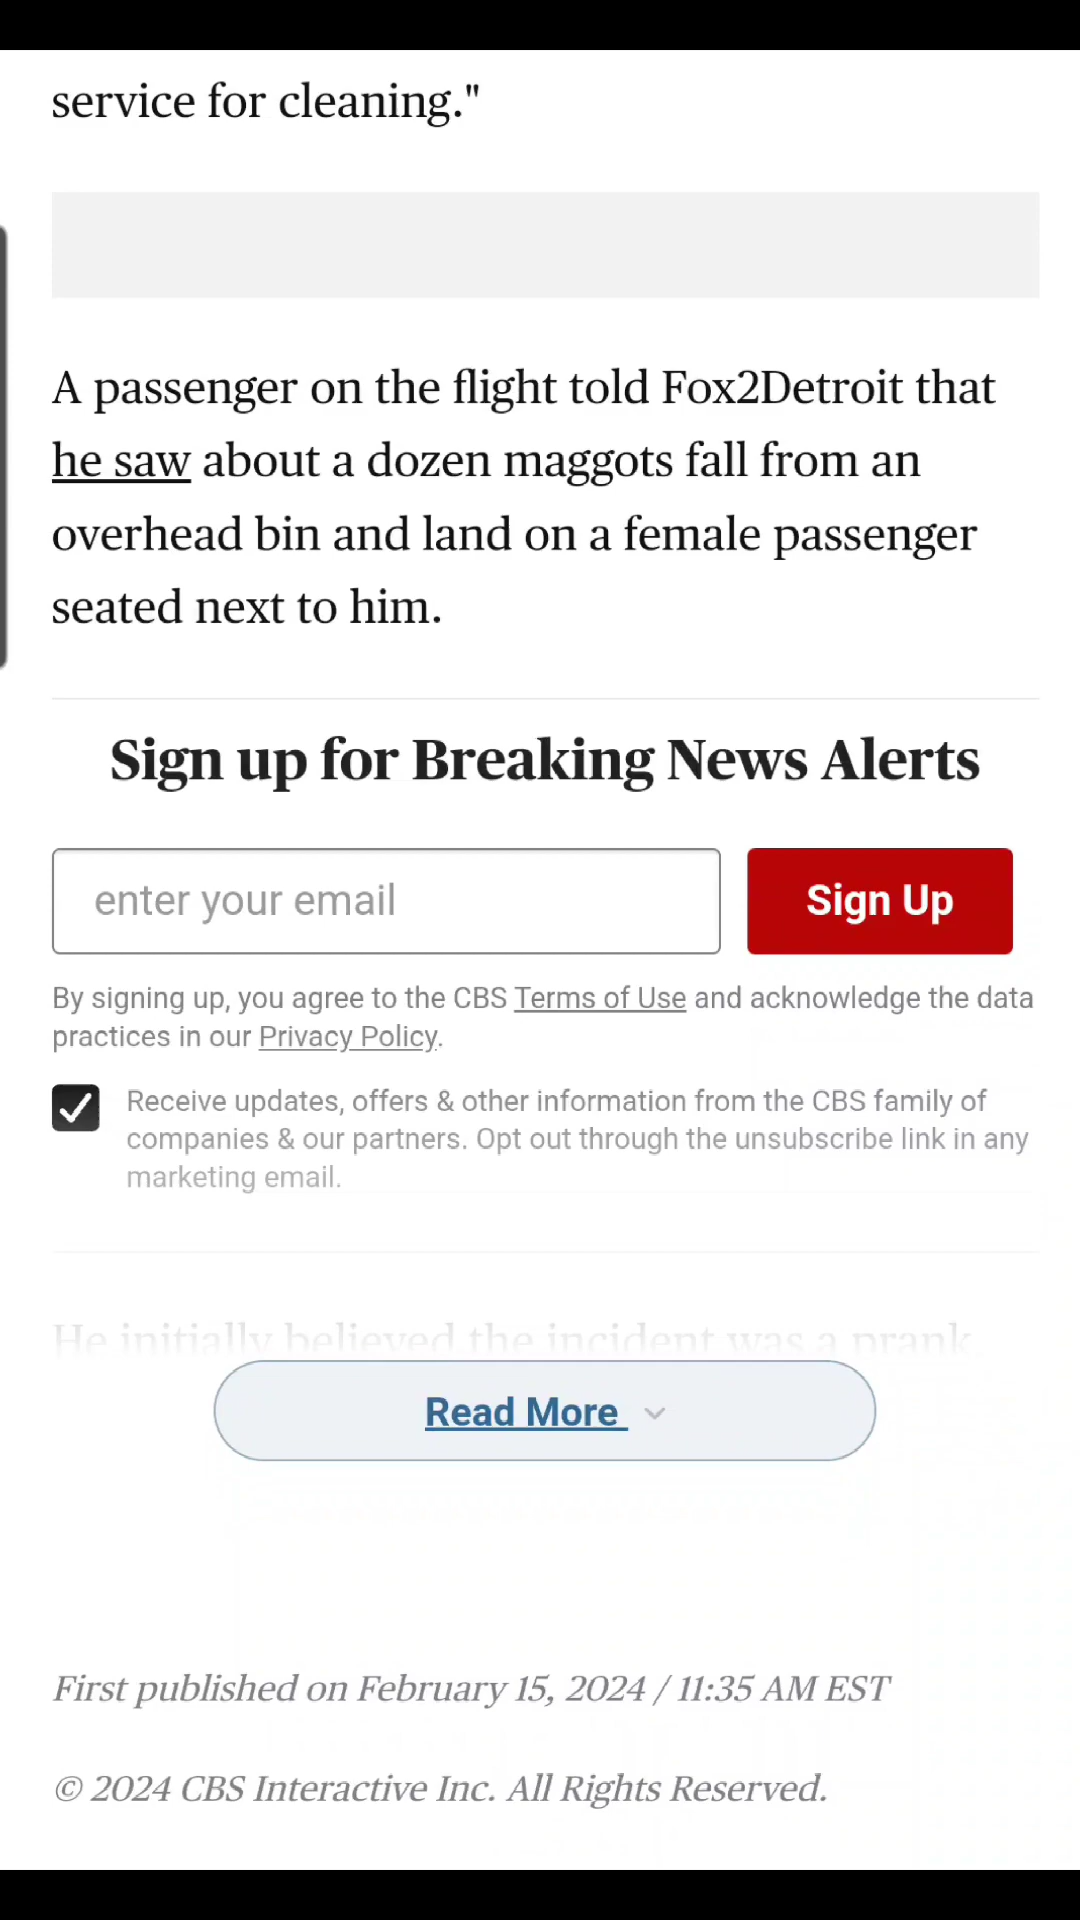 service for cleaning."
A passenger on the flight told Fox2Detroit that
he saw about a dozen maggots fall from an
overhead bin and land on a female passenger
seated next to him.
Sign up for Breaking News Alerts
enter your email
Sign Up
By signing up, you agree to the CBS Terms of Use and acknowledge the data
practices in our Privacy Policy.
Receive updates, offers & other information from the CBS family of
companies & our partners. Opt out through the unsubscribe link in any
marketing email.
He initially believed the incident was a prank
Read More
First published on February 15, 2024 / 11:35 AM EST
© 2024 CBS Interactive Inc. All Rights Reserved.